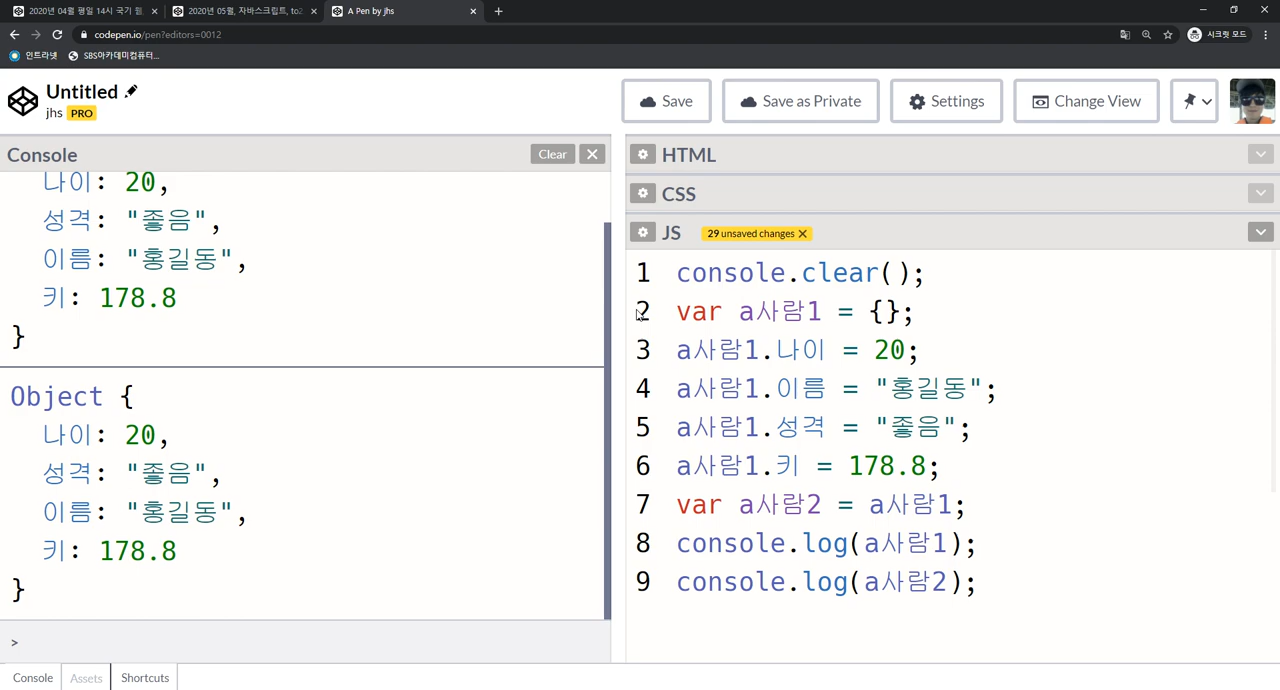 2020년 04월 평일 14시 국기 웹
2020년 05월, 자바스크립트, to2
A Pen by jhs
codepen.io/pen?editors=0012
시크릿 모드
인트라넷
SBS아카데미컴퓨터...
Untitled
jhs PRO
Save
Save as Private
Settings
Change View
Console
Clear
나이: 20,
성격: "좋음",
이름: "홍길동",
키: 178.8
}
Object {
나이: 20,
성격: "좋음",
이름: "홍길동",
키: 178.8
}
>
HTML
CSS
JS 29 unsaved changes X
1 console.clear();
2 var a사람1 = {};
3 a사람1.나이 = 20;
4 a사람1.이름 = "홍길동";
5 a사람1.성격 = "좋음";
6 a사람1.키 = 178.8;
7 var a사람2 = a사람1;
8 console.log(a사람1);
9 console.log(a사람2);
Console
Assets
Shortcuts